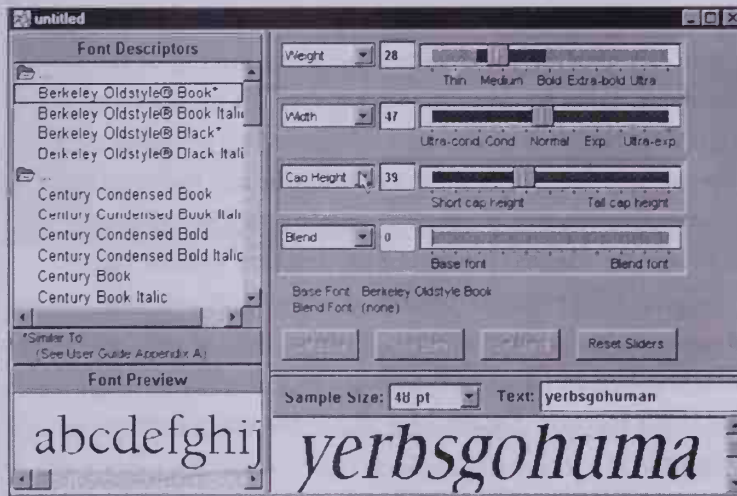 untitled
Font Descriptors
...
Berkeley Oldstyle® Book*
Berkeley Oldstyle® Book Itali
Berkeley Oldstyle® Black*
Berkeley Oldstyle® Black Itali
...
Century Condensed Book
Century Condensed Book Itali
Century Condensed Bold
Century Condensed Bold Italic
Century Book
Century Book Italic
*Similar To
(See User Guide Appendix A)
Font Preview
abcdefghij
Weight 28
Thin Medium Bold Extra-bold Ultra
Width 47
Ultra-cond Cond Normal Exp. Ultra-exp
Cap Height 39
Short cap height Tall cap height
Blend 0
Base font Blend font
Base Font: Berkeley Oldstyle Book
Blend Font: (none)
Reset Sliders
Sample Size: 48 pt Text: yerbsgohuman
yerbsgohuma